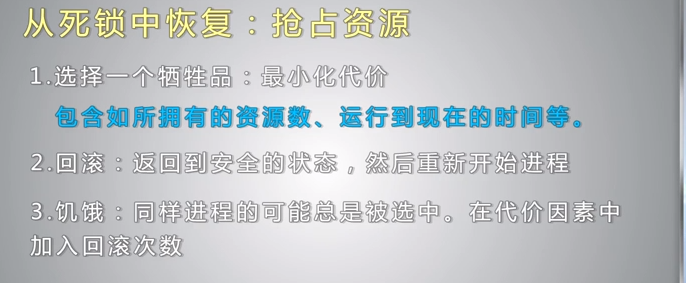 从死锁中恢复：抢占资源
1.选择一个牺牲品：最小化代价
包含如所拥有的资源数、运行到现在的时间等。
2.回滚：返回到安全的状态，然后重新开始进程
3.饥饿：同样进程的可能总是被选中。在代价因素中
加入回滚次数